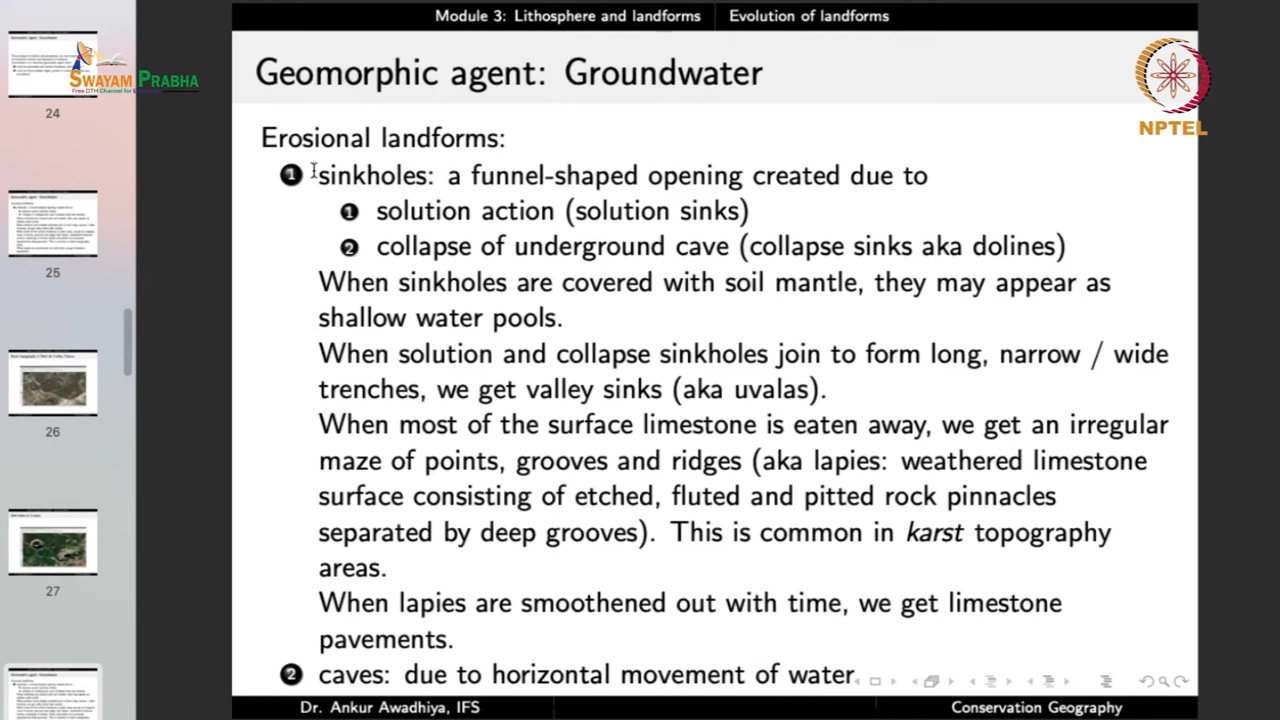 Module 3: Lithosphere and landforms Evolution of landforms
Geomorphic agent: Groundwater
SWAYAM PRABHA
Free DTH Channel for
NPTEL
24
25
26
27
Erosional landforms:
1 sinkholes: a funnel-shaped opening created due to
1 solution action (solution sinks)
2 collapse of underground cave (collapse sinks aka dolines)
When sinkholes are covered with soil mantle, they may appear as
shallow water pools.
When solution and collapse sinkholes join to form long, narrow / wide
trenches, we get valley sinks (aka uvalas).
When most of the surface limestone is eaten away, we get an irregular
maze of points, grooves and ridges (aka lapies: weathered limestone
surface consisting of etched, fluted and pitted rock pinnacles
separated by deep grooves). This is common in karst topography
areas.
When lapies are smoothened out with time, we get limestone
pavements.
2 caves: due to horizontal movement of water
Dr. Ankur Awadhiya, IFS Conservation Geography